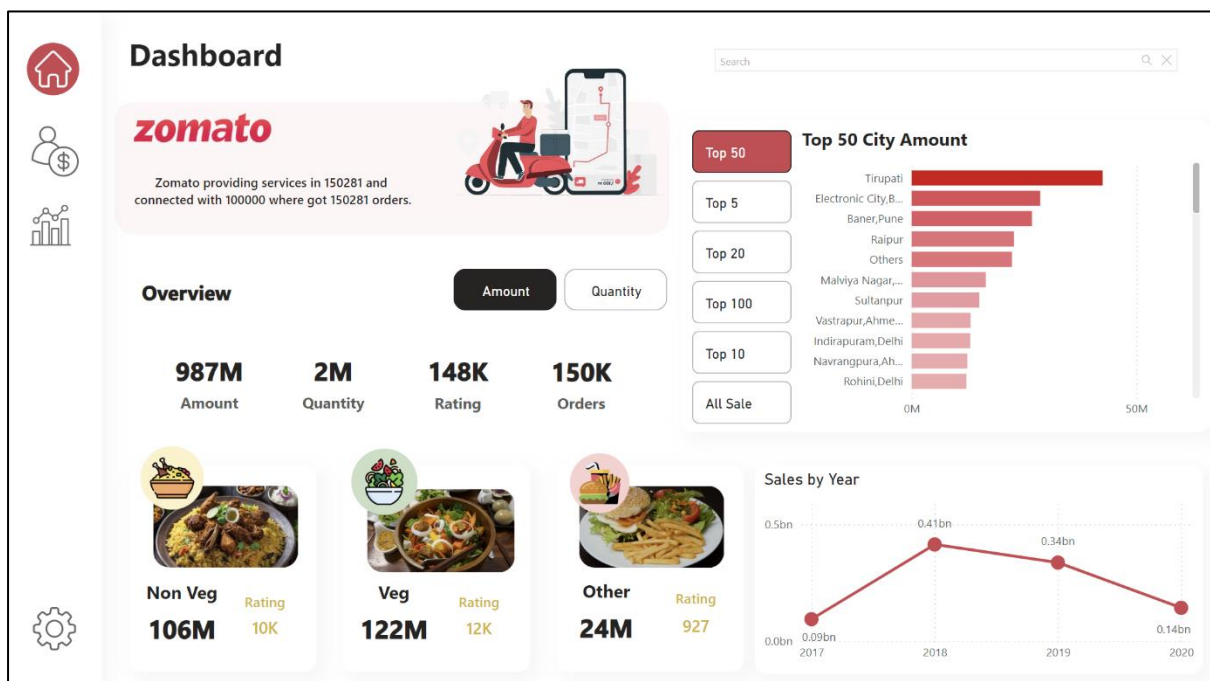 Dashboard
Search
zomato
Zomato providing services in 150281 and
connected with 100000 where got 150281 orders.
Overview
Amount
Quantity
987M
Amount
2M
Quantity
148K
Rating
150K
Orders
Non Veg
106M
Rating
10K
Veg
122M
Rating
12K
Other
24M
Rating
927
Top 50
Top 5
Top 20
Top 100
Top 10
All Sale
Top 50 City Amount
Tirupati
Electronic City,B...
Baner,Pune
Raipur
Others
Malviya Nagar,...
Sultanpur
Vastrapur,Ahme...
Indirapuram,Delhi
Navrangpura,Ah...
Rohini,Delhi
0M
50M
Sales by Year
0.5bn
0.0bn
0.09bn
0.41bn
0.34bn
0.14bn
2017
2018
2019
2020